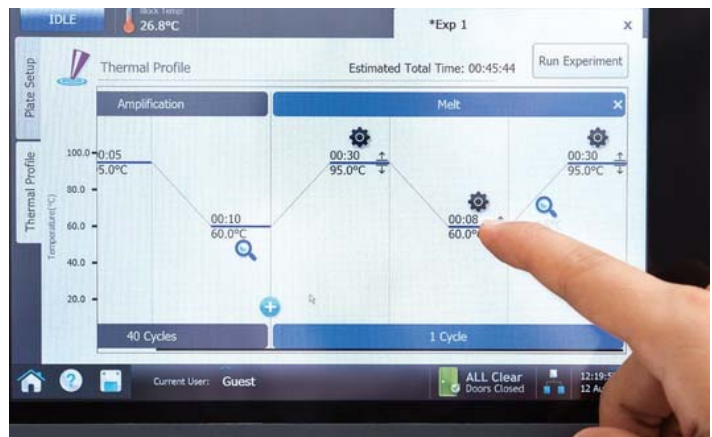 IDLE
Block Temp:
26.8°C
*Exp 1
x
Plate Setup
Thermal Profile
Thermal Profile
Estimated Total Time: 00:45:44
Run Experiment
Amplification
Melt
x
Temperature(°C)
100.0
80.0
60.0
40.0
20.0
0:05
5.0°C
00:10
60.0°C
00:30
95.0°C
00:08
60.0°
00:30
95.0°C
40 Cycles
1 Cycle
?
Current User: Guest
ALL Clear
Doors Closed
12:19:5
12 Au